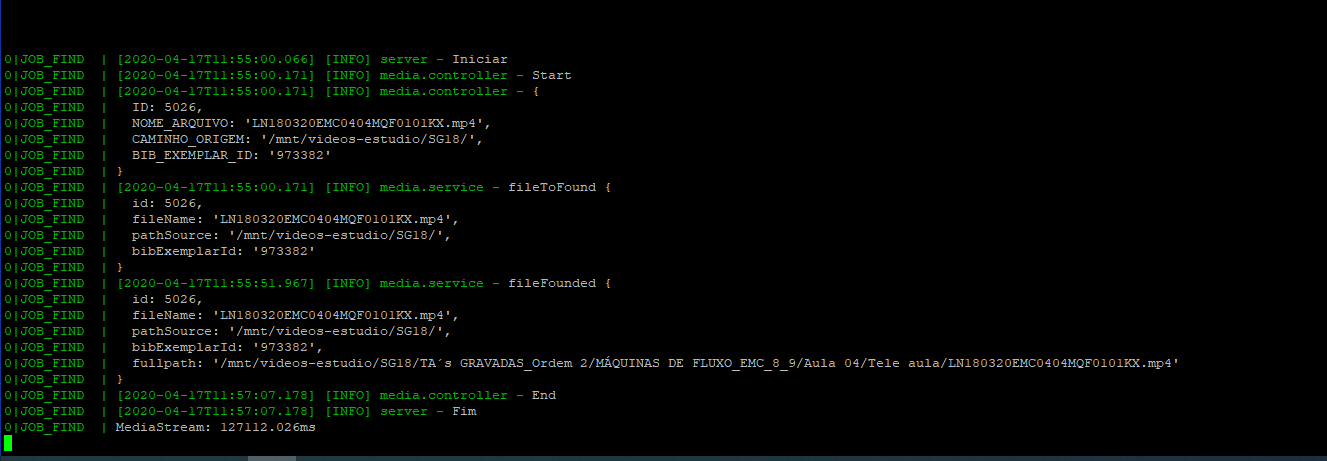 0|JOB_FIND  | [2020-04-17T11:55:00.066] [INFO] server - Iniciar
0|JOB_FIND  | [2020-04-17T11:55:00.171] [INFO] media.controller - Start
0|JOB_FIND  | [2020-04-17T11:55:00.171] [INFO] media.controller - {
0|JOB_FIND  |   ID: 5026,
0|JOB_FIND  |   NOME_ARQUIVO: 'LN180320EMC0404MQF0101KX.mp4',
0|JOB_FIND  |   CAMINHO_ORIGEM: '/mnt/videos-estudio/SG18/',
0|JOB_FIND  |   BIB_EXEMPLAR_ID: '973382'
0|JOB_FIND  | }
0|JOB_FIND  | [2020-04-17T11:55:00.171] [INFO] media.service - fileToFound {
0|JOB_FIND  |   id: 5026,
0|JOB_FIND  |   fileName: 'LN180320EMC0404MQF0101KX.mp4',
0|JOB_FIND  |   pathSource: '/mnt/videos-estudio/SG18/',
0|JOB_FIND  |   bibExemplarId: '973382'
0|JOB_FIND  | }
0|JOB_FIND  | [2020-04-17T11:55:51.967] [INFO] media.service - fileFounded {
0|JOB_FIND  |   id: 5026,
0|JOB_FIND  |   fileName: 'LN180320EMC0404MQF0101KX.mp4',
0|JOB_FIND  |   pathSource: '/mnt/videos-estudio/SG18/',
0|JOB_FIND  |   bibExemplarId: '973382',
0|JOB_FIND  |   fullpath: '/mnt/videos-estudio/SG18/TA´s GRAVADAS_Ordem 2/MÁQUINAS DE FLUXO_EMC_8_9/Aula 04/Tele aula/LN180320EMC0404MQF0101KX.mp4'
0|JOB_FIND  | }
0|JOB_FIND  | [2020-04-17T11:57:07.178] [INFO] media.controller - End
0|JOB_FIND  | [2020-04-17T11:57:07.178] [INFO] server - Fim
0|JOB_FIND  | MediaStream: 127112.026ms